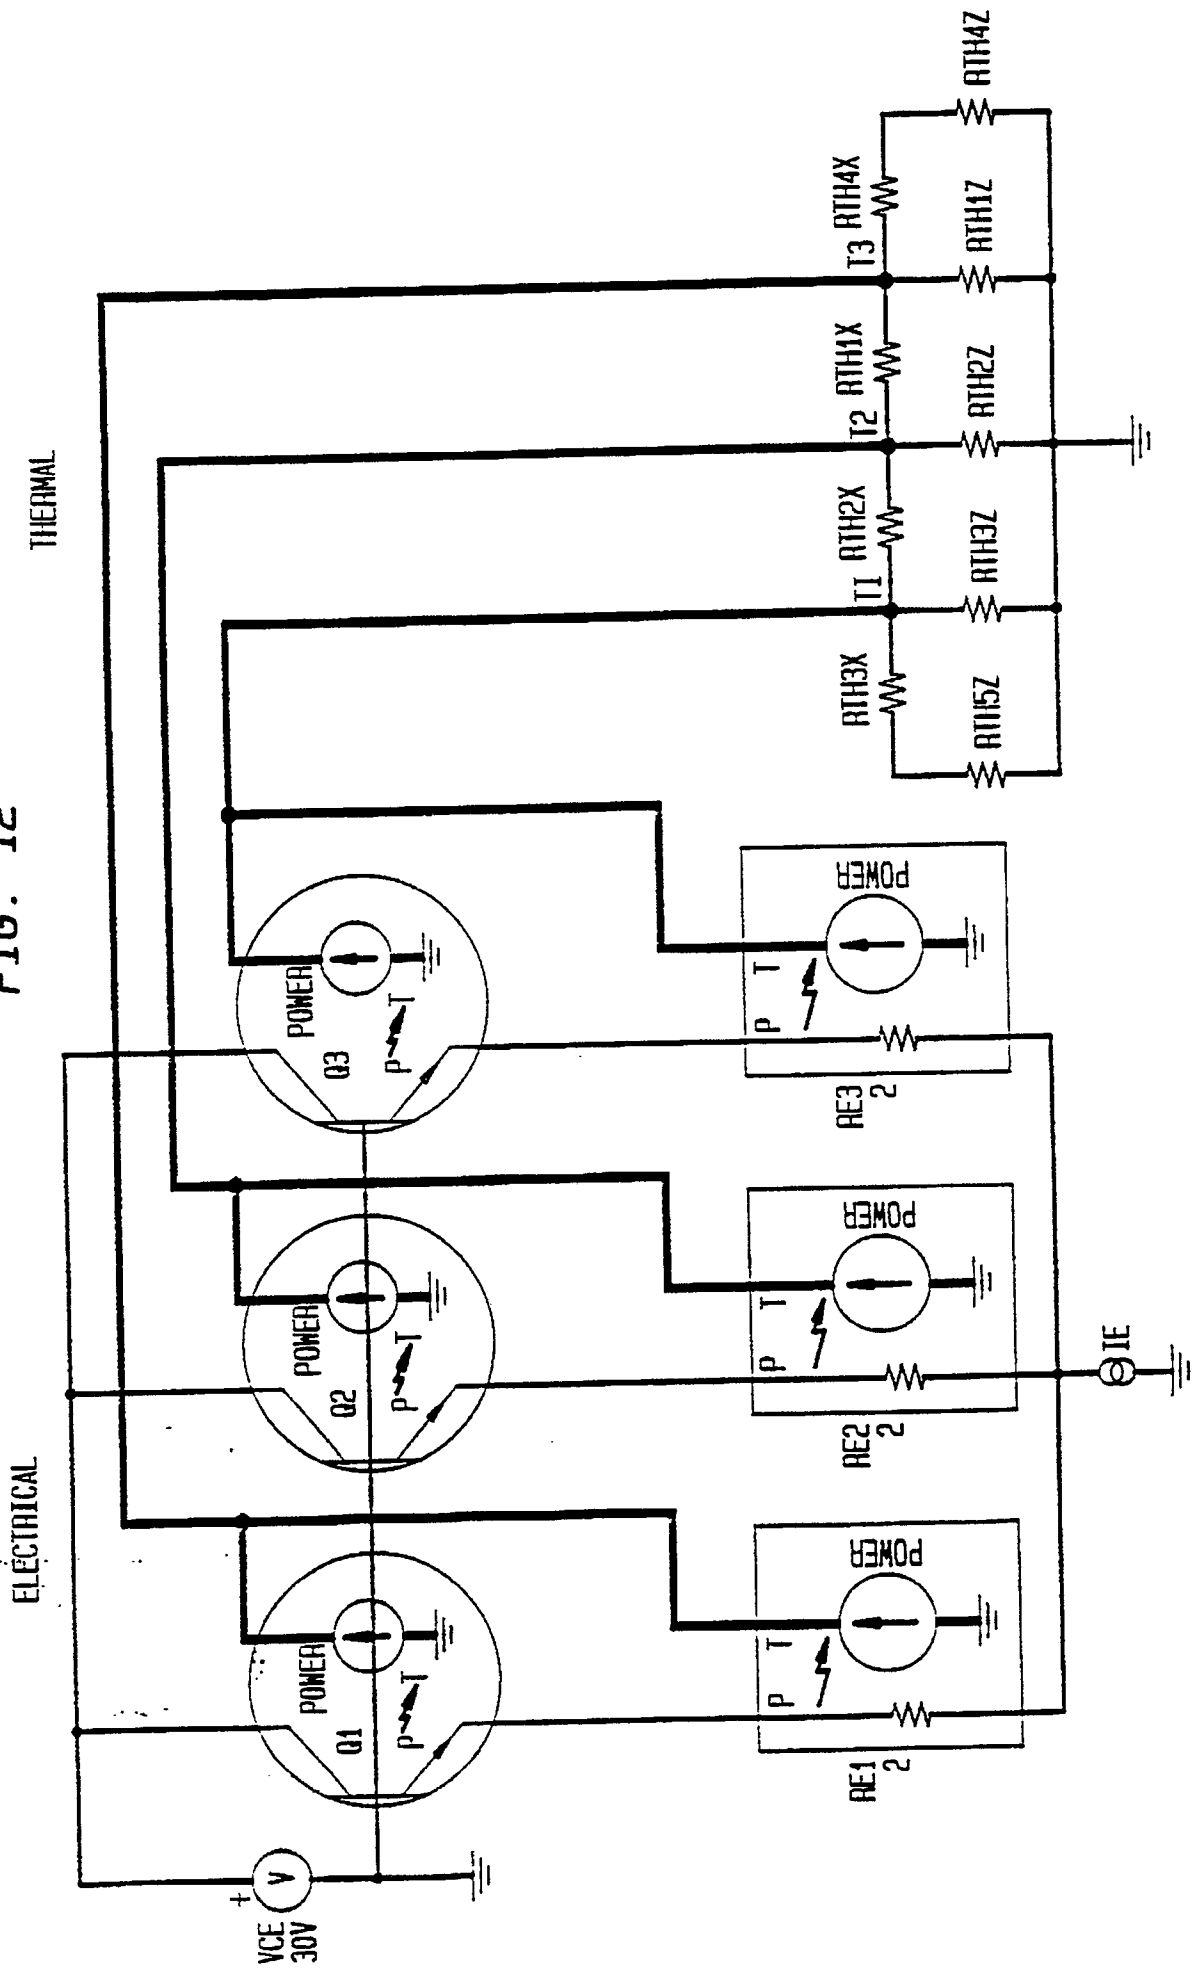 FIG. 12
ELECTRICAL
THERMAL
VCE
30V
+
V
Q1
POWER
P
T
Q2
POWER
P
T
Q3
POWER
P
T
RE1
2
P
T
POWER
RE2
2
P
T
POWER
RE3
2
P
T
POWER
IE
RTH3X
T1
RTH2X
T2
RTH1X
T3
RTH4X
RTH5Z
RTH3Z
RTH2Z
RTH1Z
RTH4Z